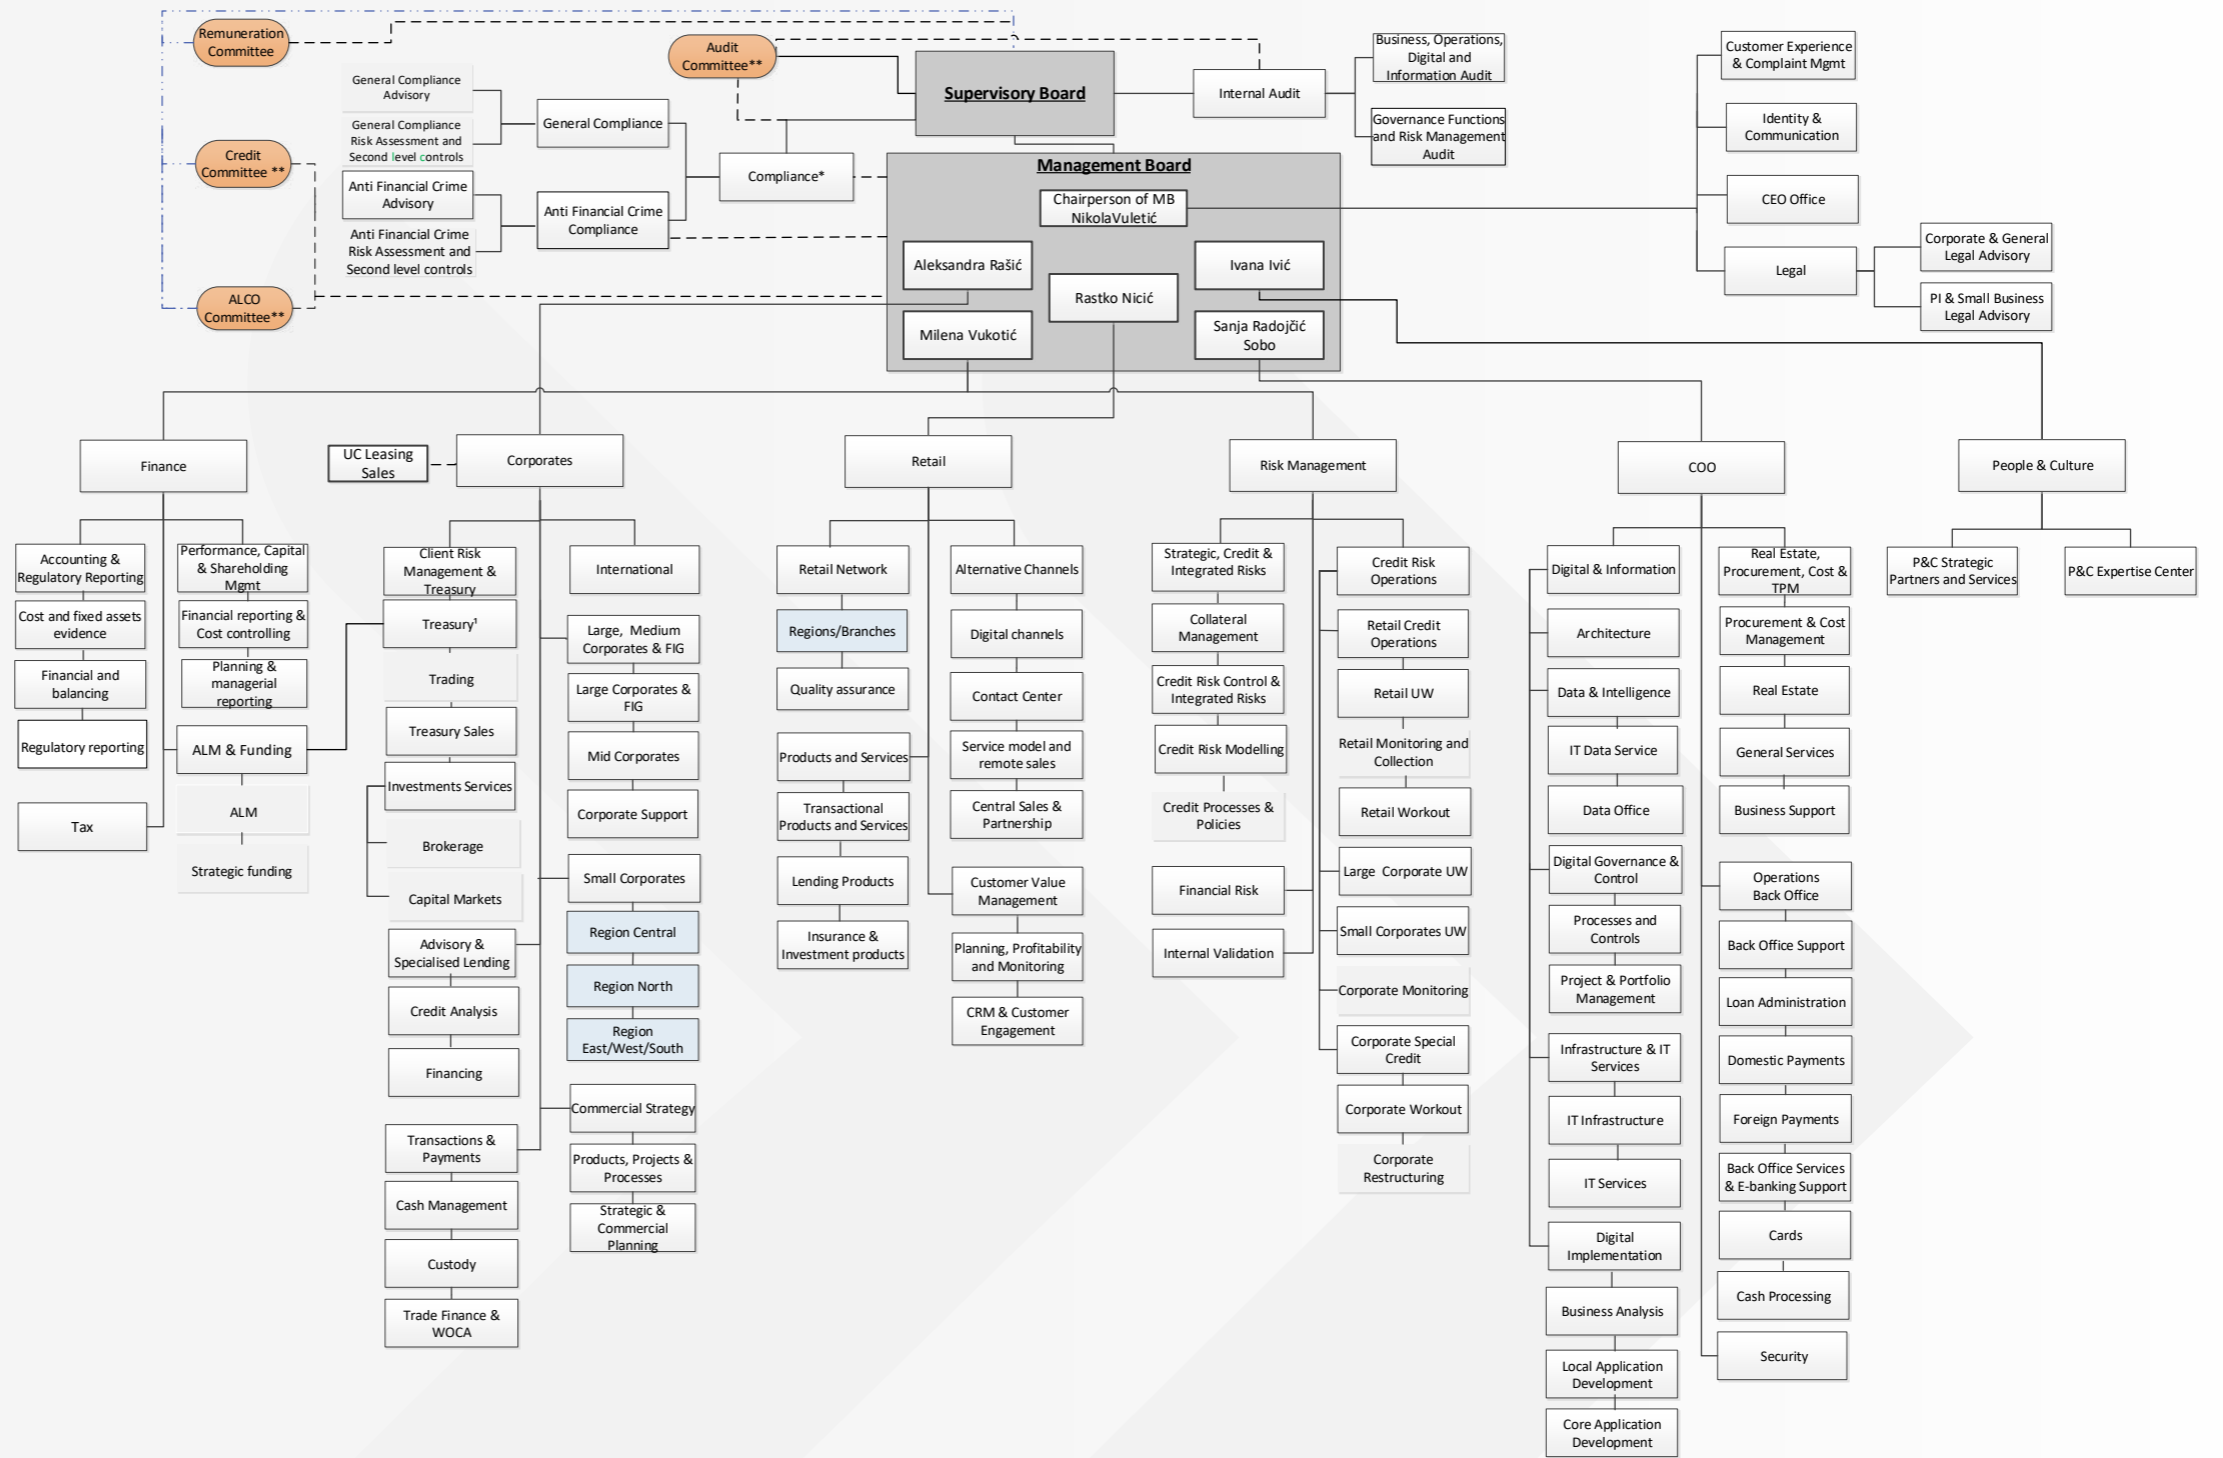 Remuneration
Committee
Audit
Committee**
Credit
Committee **
ALCO
Committee**
General Compliance
Advisory
General Compliance
Risk Assessment and
Second level controls
Anti Financial Crime
Advisory
Anti Financial Crime
Risk Assessment and
Second level controls
General Compliance
Anti Financial Crime
Compliance
Compliance*
Supervisory Board
Internal Audit
Business, Operations,
Digital and
Information Audit
Governance Functions
and Risk Management
Audit
Management Board
Chairperson of MB
NikolaVuletić
Aleksandra Rašić
Ivana Ivić
Rastko Nicić
Milena Vukotić
Sanja Radojčić
Sobo
Customer Experience
& Complaint Mgmt
Identity &
Communication
CEO Office
Legal
Corporate & General
Legal Advisory
PI & Small Business
Legal Advisory
Finance
UC Leasing
Sales
Corporates
Retail
Risk Management
COO
People & Culture
Accounting &
Regulatory Reporting
Cost and fixed assets
evidence
Financial and
balancing
Regulatory reporting
Tax
Performance, Capital
& Shareholding
Mgmt
Financial reporting &
Cost controlling
Planning &
managerial
reporting
ALM & Funding
ALM
Strategic funding
Client Risk
Management &
Treasury
Treasury¹
Trading
Treasury Sales
Investments Services
Brokerage
Capital Markets
Advisory &
Specialised Lending
Credit Analysis
Financing
Transactions &
Payments
Cash Management
Custody
Trade Finance &
WOCA
International
Large,  Medium
Corporates & FIG
Large Corporates &
FIG
Mid Corporates
Corporate Support
Small Corporates
Region Central
Region North
Region
East/West/South
Commercial Strategy
Products, Projects &
Processes
Strategic &
Commercial
Planning
Retail Network
Regions/Branches
Quality assurance
Products and Services
Transactional
Products and Services
Lending Products
Insurance &
Investment products
Alternative Channels
Digital channels
Contact Center
Service model and
remote sales
Central Sales &
Partnership
Customer Value
Management
Planning, Profitability
and Monitoring
CRM & Customer
Engagement
Strategic, Credit &
Integrated Risks
Collateral
Management
Credit Risk Control &
Integrated Risks
Credit Risk Modelling
Credit Processes &
Policies
Financial Risk
Internal Validation
Credit Risk
Operations
Retail Credit
Operations
Retail UW
Retail Monitoring and
Collection
Retail Workout
Large  Corporate UW
Small Corporates UW
Corporate Monitoring
Corporate Special
Credit
Corporate Workout
Corporate
Restructuring
Digital & Information
Architecture
Data & Intelligence
IT Data Service
Data Office
Digital Governance &
Control
Processes and
Controls
Project & Portfolio
Management
Infrastructure & IT
Services
IT Infrastructure
IT Services
Digital
Implementation
Business Analysis
Local Application
Development
Core Application
Development
Real Estate,
Procurement, Cost &
TPM
Procurement & Cost
Management
Real Estate
General Services
Business Support
Operations
Back Office
Back Office Support
Loan Administration
Domestic Payments
Foreign Payments
Back Office Services
& E-banking Support
Cards
Cash Processing
Security
P&C Strategic
Partners and Services
P&C Expertise Center